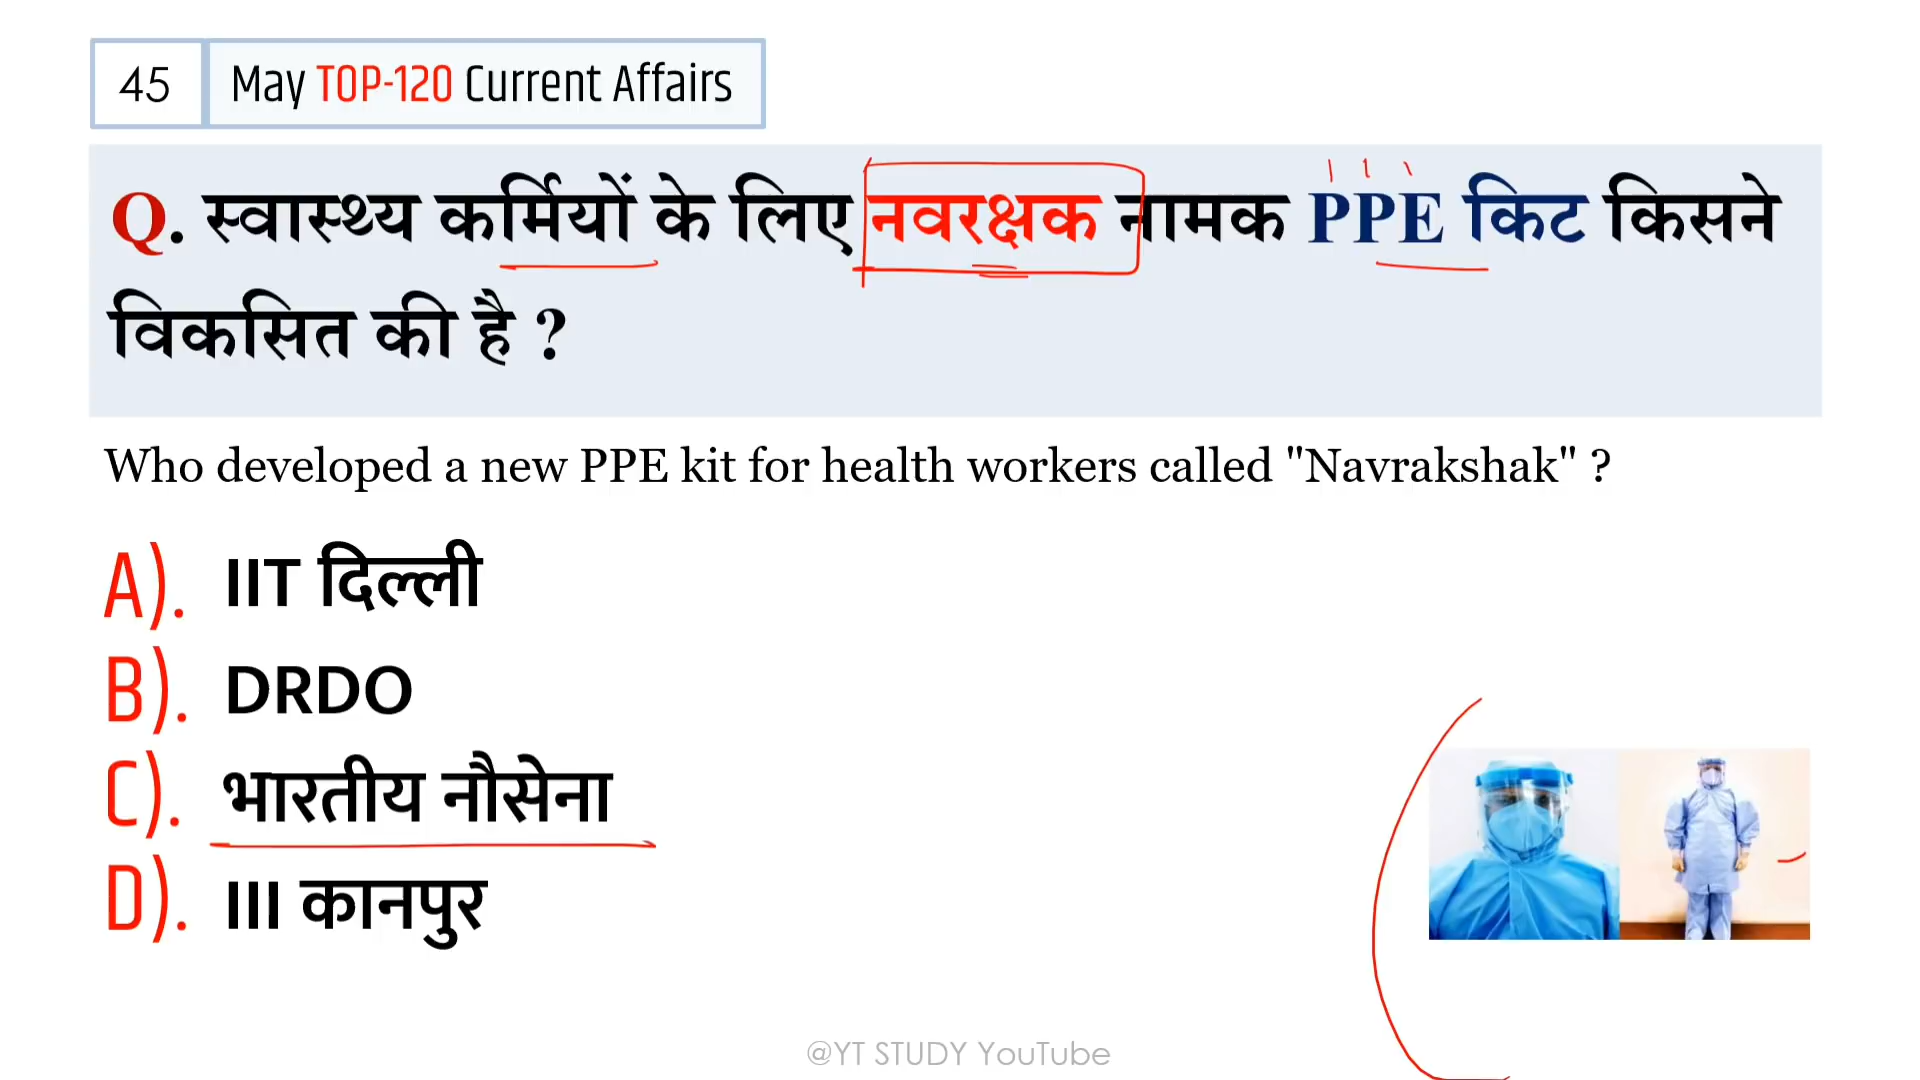 45 May TOP-120 Current Affairs
Q. स्वास्थ्य कर्मियों के लिए नवरक्षक नामक PPE किट किसने
विकसित की है ?
Who developed a new PPE kit for health workers called "Navrakshak" ?
A). IIT दिल्ली
B). DRDO
C). भारतीय नौसेना
D). III कानपुर
@YT STUDY YouTube